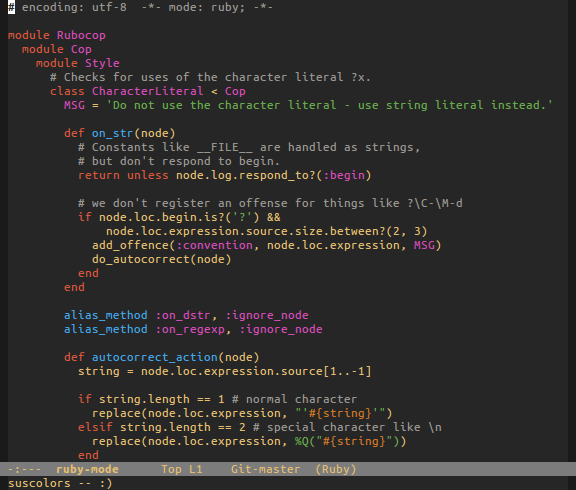 # encoding: utf-8  -*- mode: ruby; -*-

module Rubocop
  module Cop
    module Style
      # Checks for uses of the character literal ?x.
      class CharacterLiteral < Cop
        MSG = 'Do not use the character literal - use string literal instead.'

        def on_str(node)
          # Constants like __FILE__ are handled as strings,
          # but don't respond to begin.
          return unless node.log.respond_to?(:begin)

          # we don't register an offense for things like ?\C-\M-d
          if node.loc.begin.is?('?') &&
              node.loc.expression.source.size.between?(2, 3)
            add_offence(:convention, node.loc.expression, MSG)
            do_autocorrect(node)
          end
        end

        alias_method :on_dstr, :ignore_node
        alias_method :on_regexp, :ignore_node

        def autocorrect_action(node)
          string = node.loc.expression.source[1..-1]

          if string.length == 1 # normal character
            replace(node.loc.expression, "'#{string}'")
          elsif string.length == 2 # special character like \n
            replace(node.loc.expression, %Q("#{string}"))
          end
-:---  ruby-mode      Top L1    Git-master  (Ruby)
suscolors -- :)